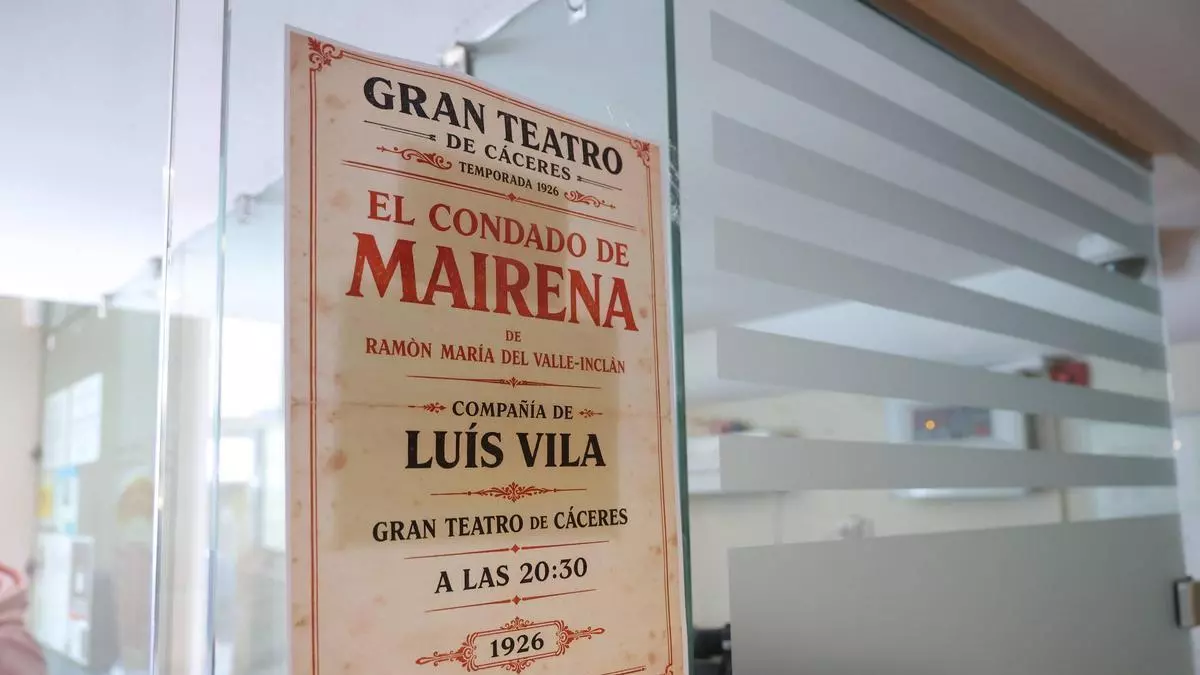 GRAN TEATRO
DE CÁCERES
TEMPORADA 1926
EL CONDADO DE
MAIRENA
DE
RAMÒN MARÍA DEL VALLE-INCLÀN
COMPAÑÍA DE
LUÍS VILA
GRAN TEATRO DE CÁCERES
A LAS 20:30
1926